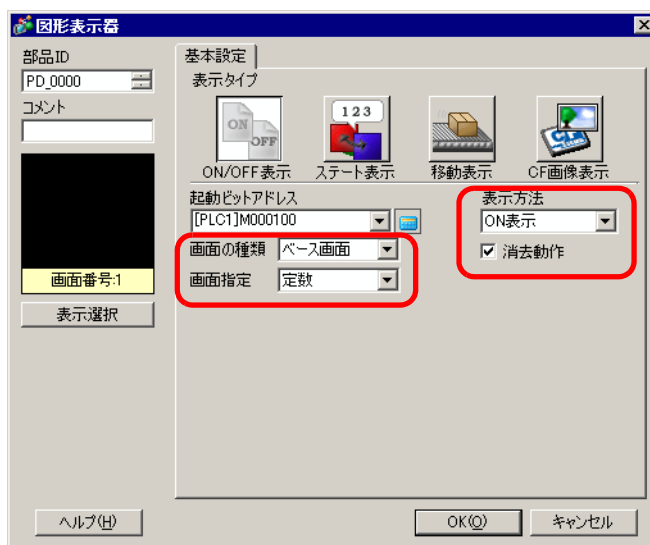 図形表示器
部品ID
PD_0000
コメント
画面番号:1
表示選択
基本設定
表示タイプ
ON
OFF
123
ON/OFF表示 ステート表示 移動表示 CF画像表示
起動ビットアドレス
[PLC1]M000100
画面の種類 ベース画面
画面指定 定数
表示方法
ON表示
消去動作
ヘルプ(H)
OK(O)
キャンセル